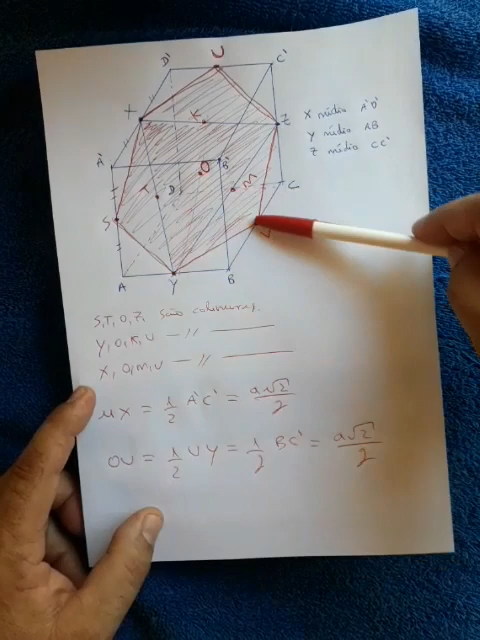 D' U C'
X K Z
A' B'
O
T D M C
S
V
A Y B
X médio A'D'
Y médio AB
Z médio CC'
S,T,O,Z, são colineares.
Y,O,K,U — // —
X,O,M,V — // —
UX = 1/2 A'C' = a√2/2
OU = 1/2 UY = 1/2 BC' = a√2/2